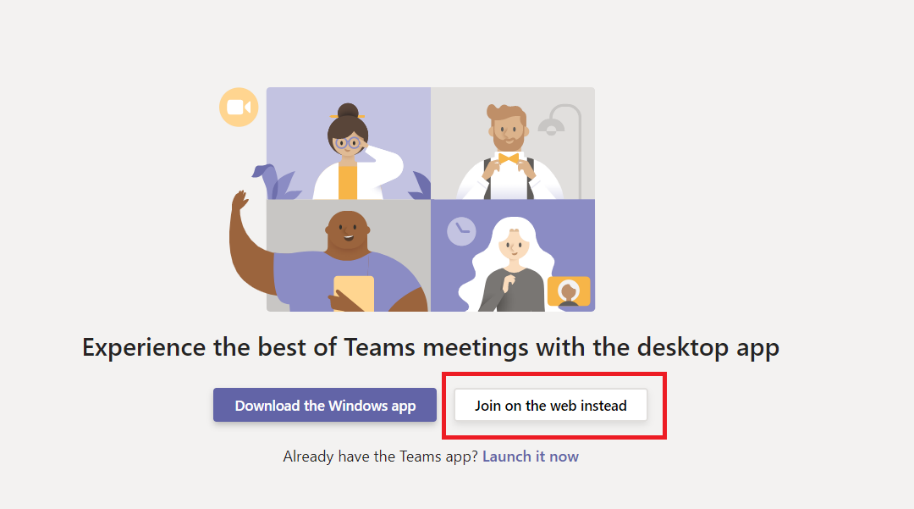 Experience the best of Teams meetings with the desktop app
Download the Windows app
Join on the web instead
Already have the Teams app? Launch it now